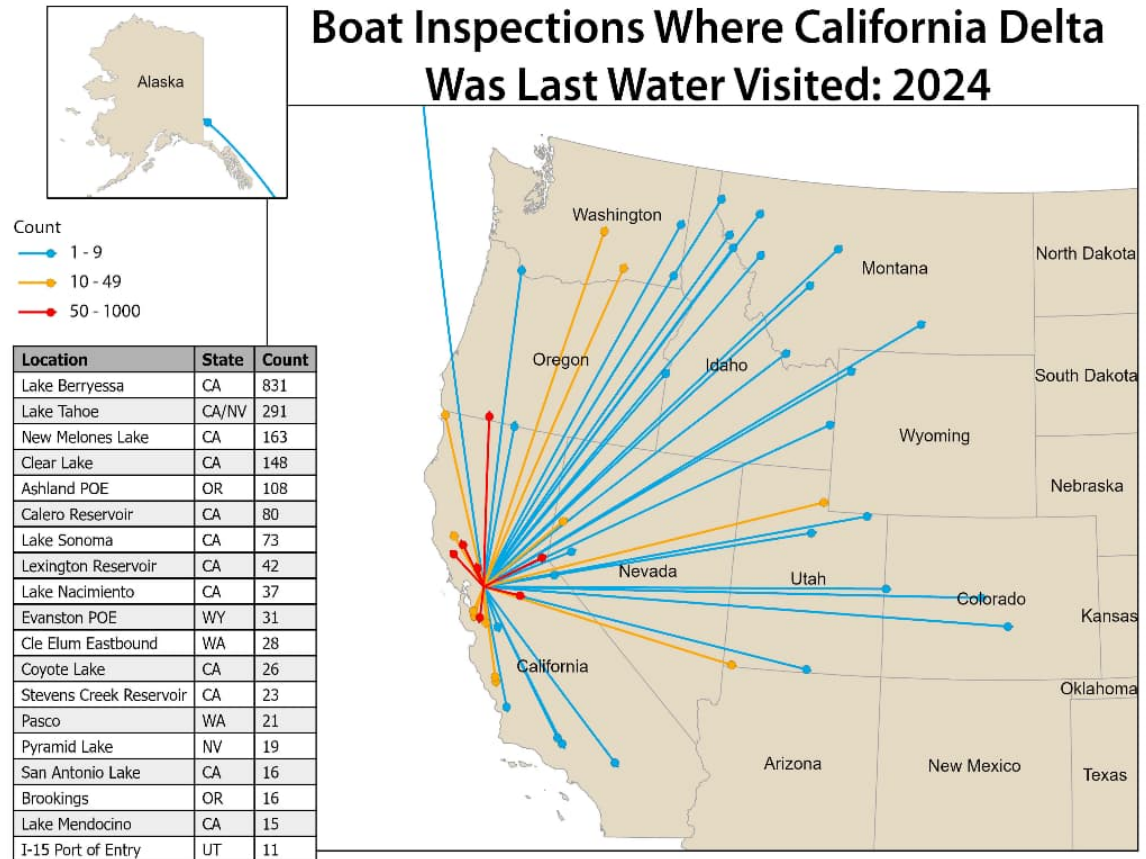 Boat Inspections Where California Delta
Was Last Water Visited: 2024
Alaska
Count
1 - 9
10 - 49
50 - 1000
Location State Count
Lake Berryessa CA 831
Lake Tahoe CA/NV 291
New Melones Lake CA 163
Clear Lake CA 148
Ashland POE OR 108
Calero Reservoir CA 80
Lake Sonoma CA 73
Lexington Reservoir CA 42
Lake Nacimiento CA 37
Evanston POE WY 31
Cle Elum Eastbound WA 28
Coyote Lake CA 26
Stevens Creek Reservoir CA 23
Pasco WA 21
Pyramid Lake NV 19
San Antonio Lake CA 16
Brookings OR 16
Lake Mendocino CA 15
I-15 Port of Entry UT 11
Washington
Montana
North Dakota
Oregon
Idaho
South Dakota
Wyoming
Nebraska
Nevada
Utah
Colorado
Kansas
California
Oklahoma
Arizona
New Mexico
Texas